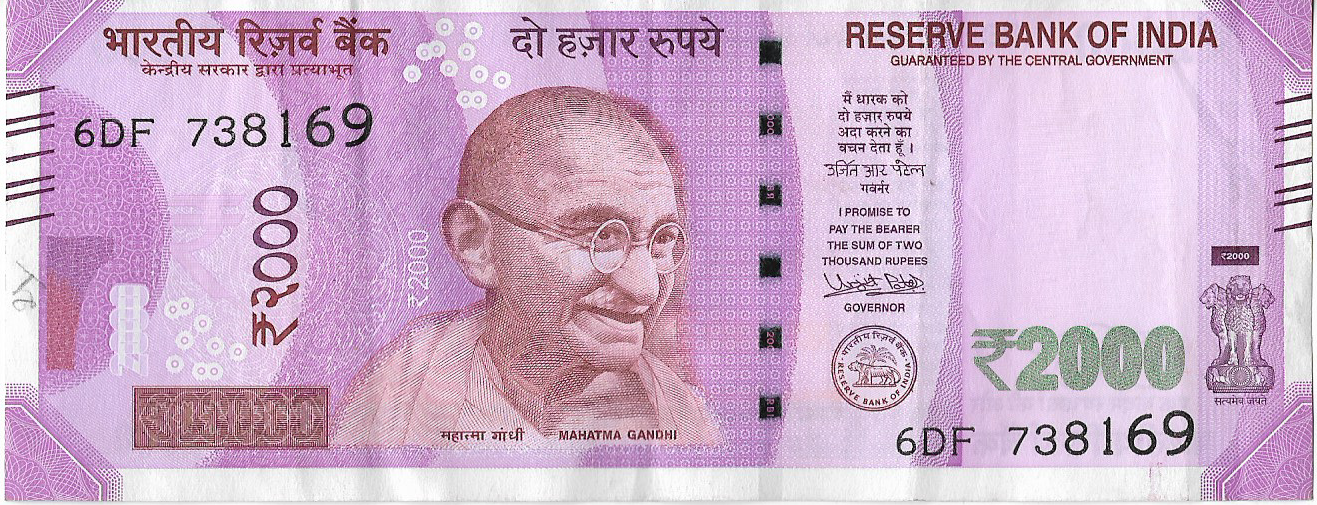 भारतीय रिज़र्व बैंक
केन्द्रीय सरकार द्वारा प्रत्याभूत
6DF 738169
₹२०००
दो हज़ार रुपये
₹2000
महात्मा गांधी
MAHATMA GANDHI
RESERVE BANK OF INDIA
GUARANTEED BY THE CENTRAL GOVERNMENT
मैं धारक को
दो हज़ार रुपये
अदा करने का
वचन देता हूँ ।
उर्जित आर पटेल
गवर्नर
I PROMISE TO
PAY THE BEARER
THE SUM OF TWO
THOUSAND RUPEES
Urjit Patel
GOVERNOR
भारतीय रिज़र्व बैंक
RESERVE BANK OF INDIA
₹2000
₹2000
सत्यमेव जयते
6DF 738169